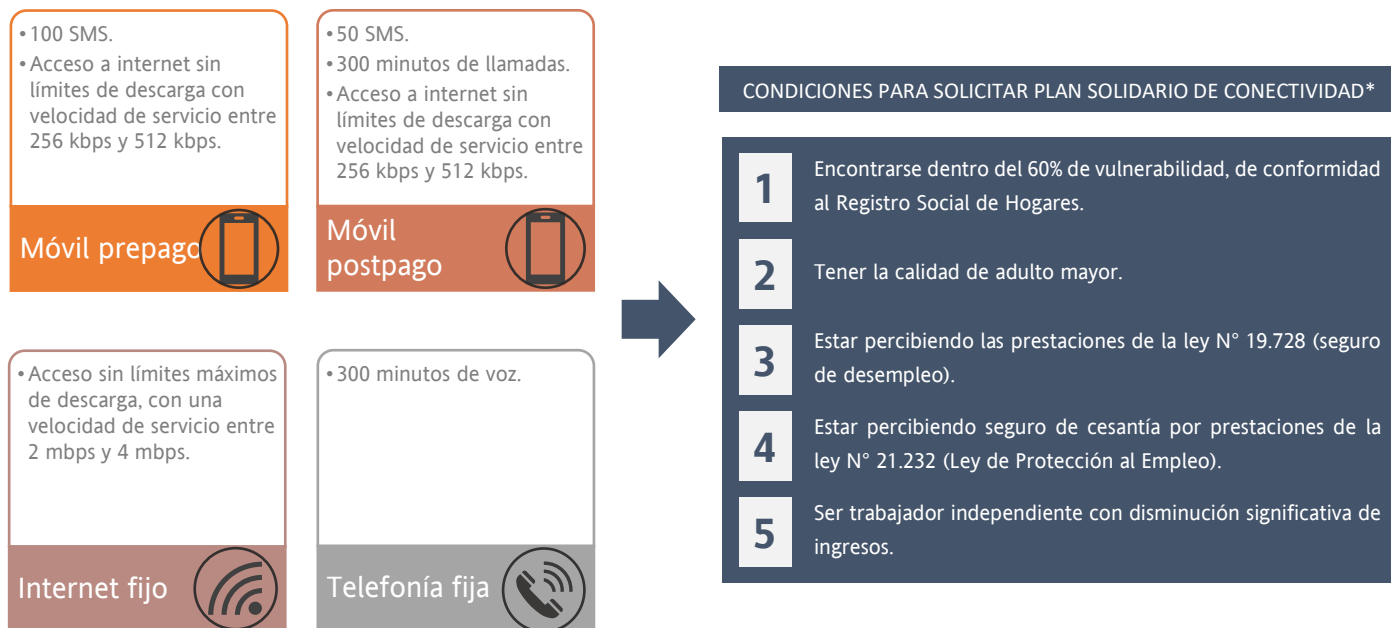 •100 SMS.
•Acceso a internet sin
límites de descarga con
velocidad de servicio entre
256 kbps y 512 kbps.
Móvil prepago
•50 SMS.
•300 minutos de llamadas.
•Acceso a internet sin
límites de descarga con
velocidad de servicio entre
256 kbps y 512 kbps.
Móvil
postpago
•Acceso sin límites máximos
de descarga, con una
velocidad de servicio entre
2 mbps y 4 mbps.
Internet fijo
•300 minutos de voz.
Telefonía fija
CONDICIONES PARA SOLICITAR PLAN SOLIDARIO DE CONECTIVIDAD*
1
Encontrarse dentro del 60% de vulnerabilidad, de conformidad
al Registro Social de Hogares.
2
Tener la calidad de adulto mayor.
3
Estar percibiendo las prestaciones de la ley N° 19.728 (seguro
de desempleo).
4
Estar percibiendo seguro de cesantía por prestaciones de la
ley N° 21.232 (Ley de Protección al Empleo).
5
Ser trabajador independiente con disminución significativa de
ingresos.